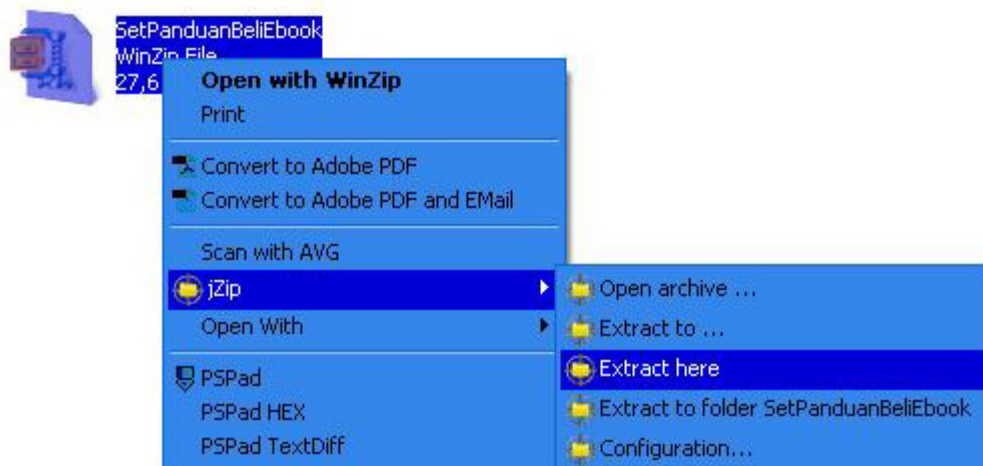 SetPanduanBeliEbook
WinZip File
27,6
Open with WinZip
Print
Convert to Adobe PDF
Convert to Adobe PDF and EMail
Scan with AVG
jZip
Open With
PSPad
PSPad HEX
PSPad TextDiff
Open archive ...
Extract to ...
Extract here
Extract to folder SetPanduanBeliEbook
Configuration...